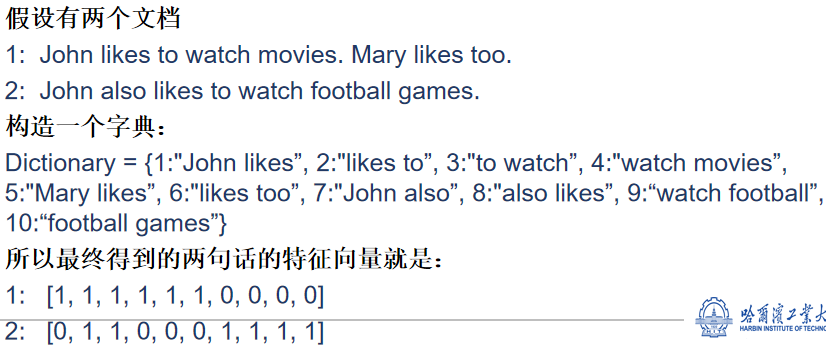 假设有两个文档
1: John likes to watch movies. Mary likes too.
2: John also likes to watch football games.
构造一个字典：
Dictionary = {1:"John likes”, 2:"likes to”, 3:"to watch”, 4:"watch movies”,
5:"Mary likes”, 6:"likes too”, 7:"John also”, 8:"also likes”, 9:“watch football”,
10:“football games”}
所以最终得到的两句话的特征向量就是：
1: [1, 1, 1, 1, 1, 1, 0, 0, 0, 0]
2: [0, 1, 1, 0, 0, 0, 1, 1, 1, 1]
哈尔滨工业大
HARBIN INSTITUTE OF TECHNO